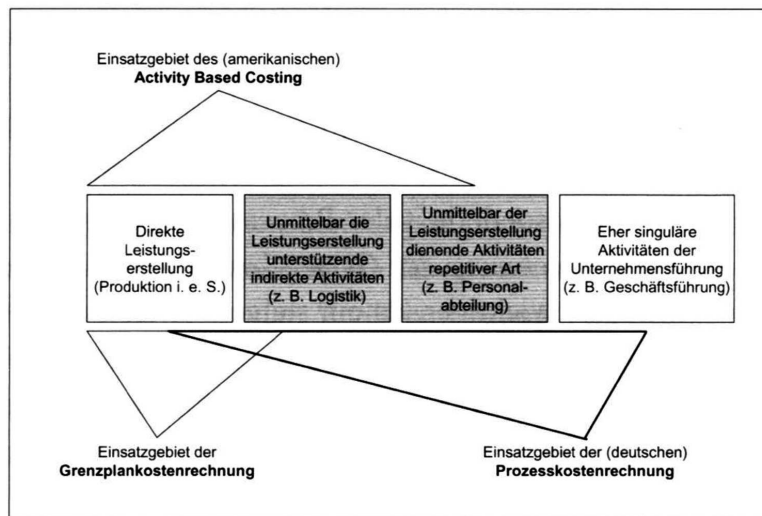 Einsatzgebiet des (amerikanischen)
Activity Based Costing
Direkte
Leistungs-
erstellung
(Produktion i. e. S.)
Unmittelbar die
Leistungserstellung
unterstützende
indirekte Aktivitäten
(z. B. Logistik)
Unmittelbar der
Leistungserstellung
dienende Aktivitäten
repetitiver Art
(z. B. Personal-
abteilung)
Eher singuläre
Aktivitäten der
Unternehmensführung
(z. B. Geschäftsführung)
Einsatzgebiet der
Grenzplankostenrechnung
Einsatzgebiet der (deutschen)
Prozesskostenrechnung